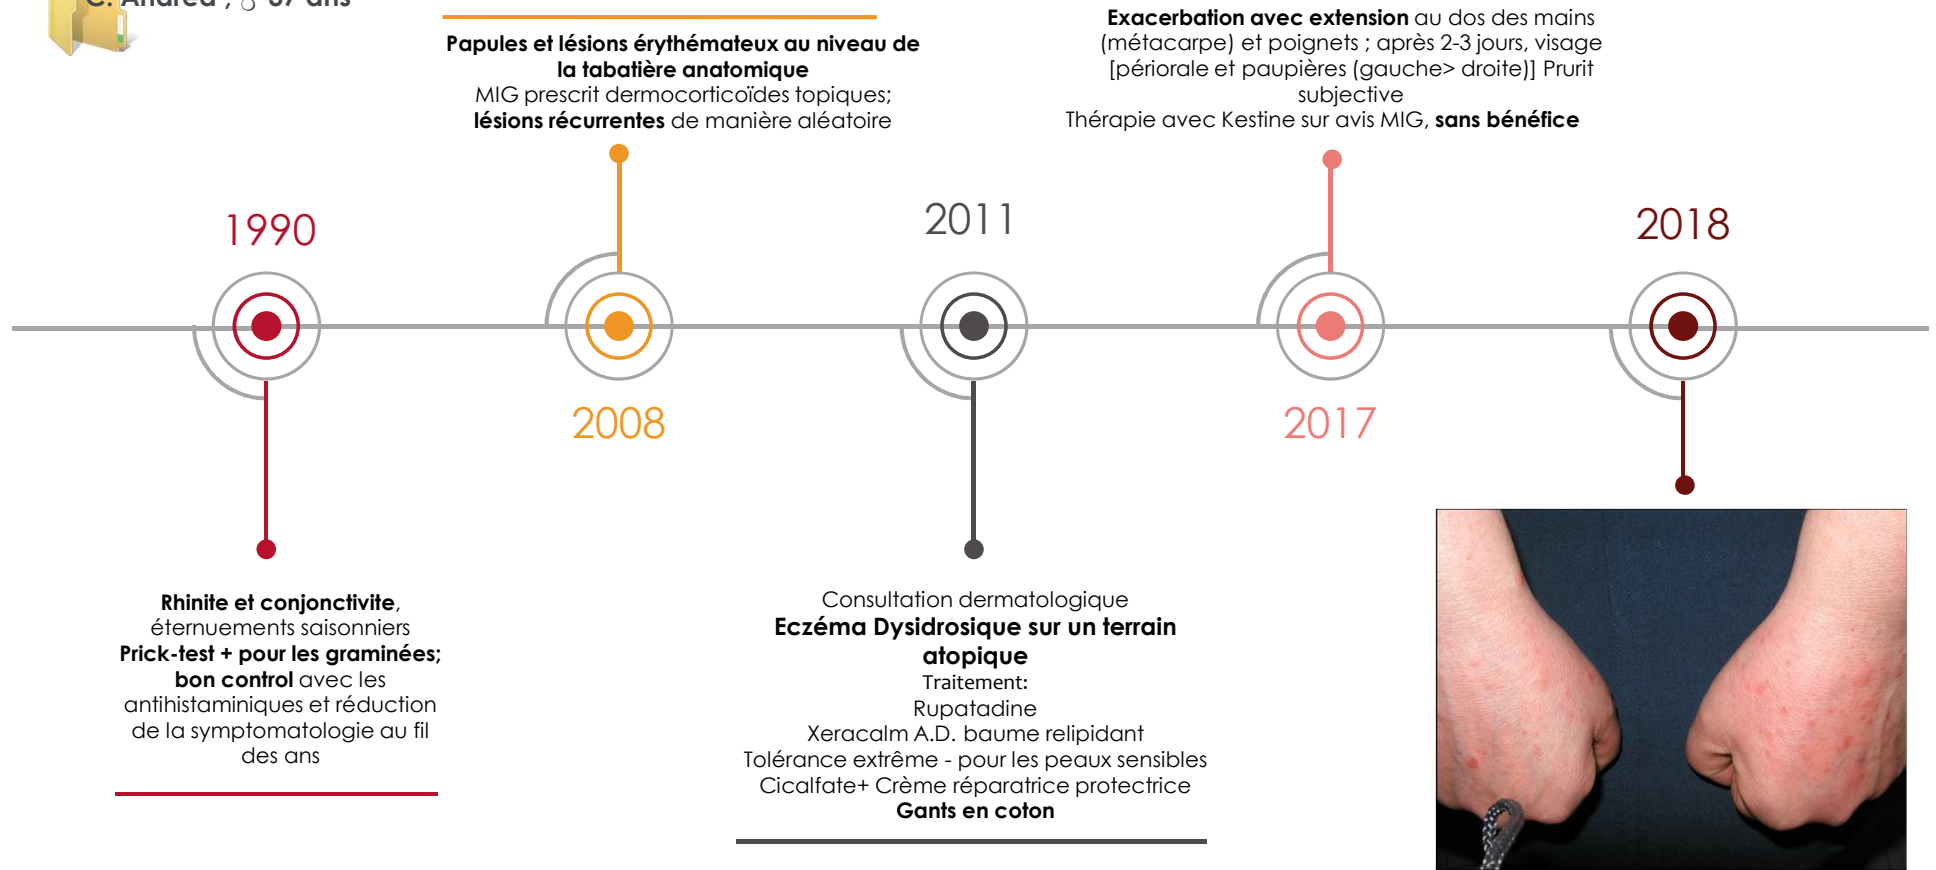 C. Andrea ; ♂ 37 ans
Papules et lésions érythémateux au niveau de
la tabatière anatomique
MIG prescrit dermocorticoïdes topiques;
lésions récurrentes de manière aléatoire
Exacerbation avec extension au dos des mains
(métacarpe) et poignets ; après 2-3 jours, visage
[périorale et paupières (gauche> droite)] Prurit
subjective
Thérapie avec Kestine sur avis MIG, sans bénéfice
1990
2008
2011
2017
2018
Rhinite et conjonctivite,
éternuements saisonniers
Prick-test + pour les graminées;
bon control avec les
antihistaminiques et réduction
de la symptomatologie au fil
des ans
Consultation dermatologique
Eczéma Dysidrosique sur un terrain
atopique
Traitement:
Rupatadine
Xeracalm A.D. baume relipidant
Tolérance extrême - pour les peaux sensibles
Cicalfate+ Crème réparatrice protectrice
Gants en coton